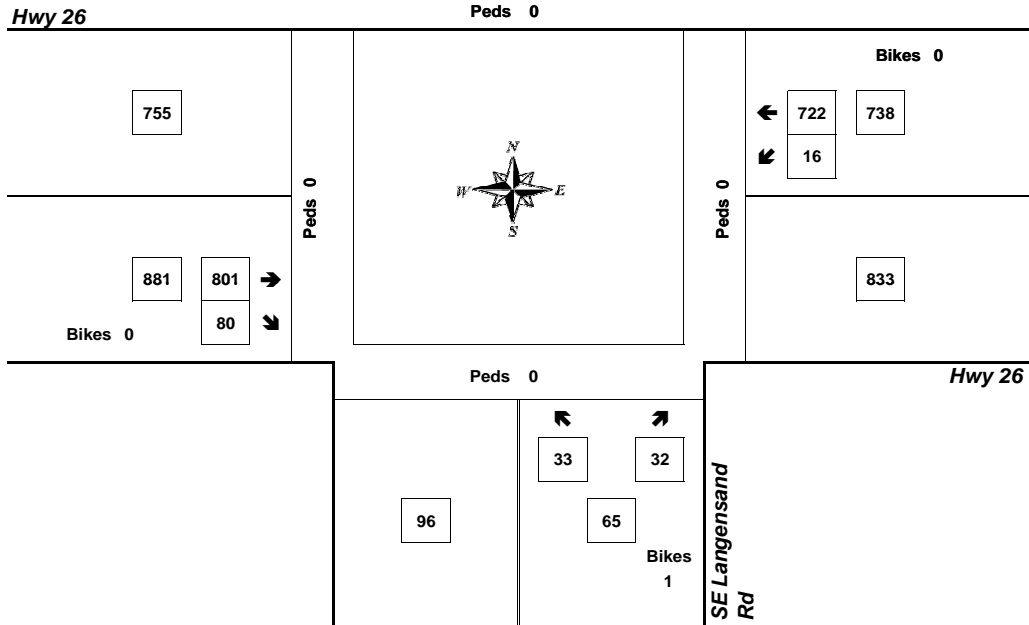 Hwy 26
Peds 0
Bikes 0
755
722
738
16
N
W E
S
Peds 0
Peds 0
881
801
80
833
Bikes 0
Peds 0
Hwy 26
33
32
96
65
Bikes
1
SE Langensand
Rd